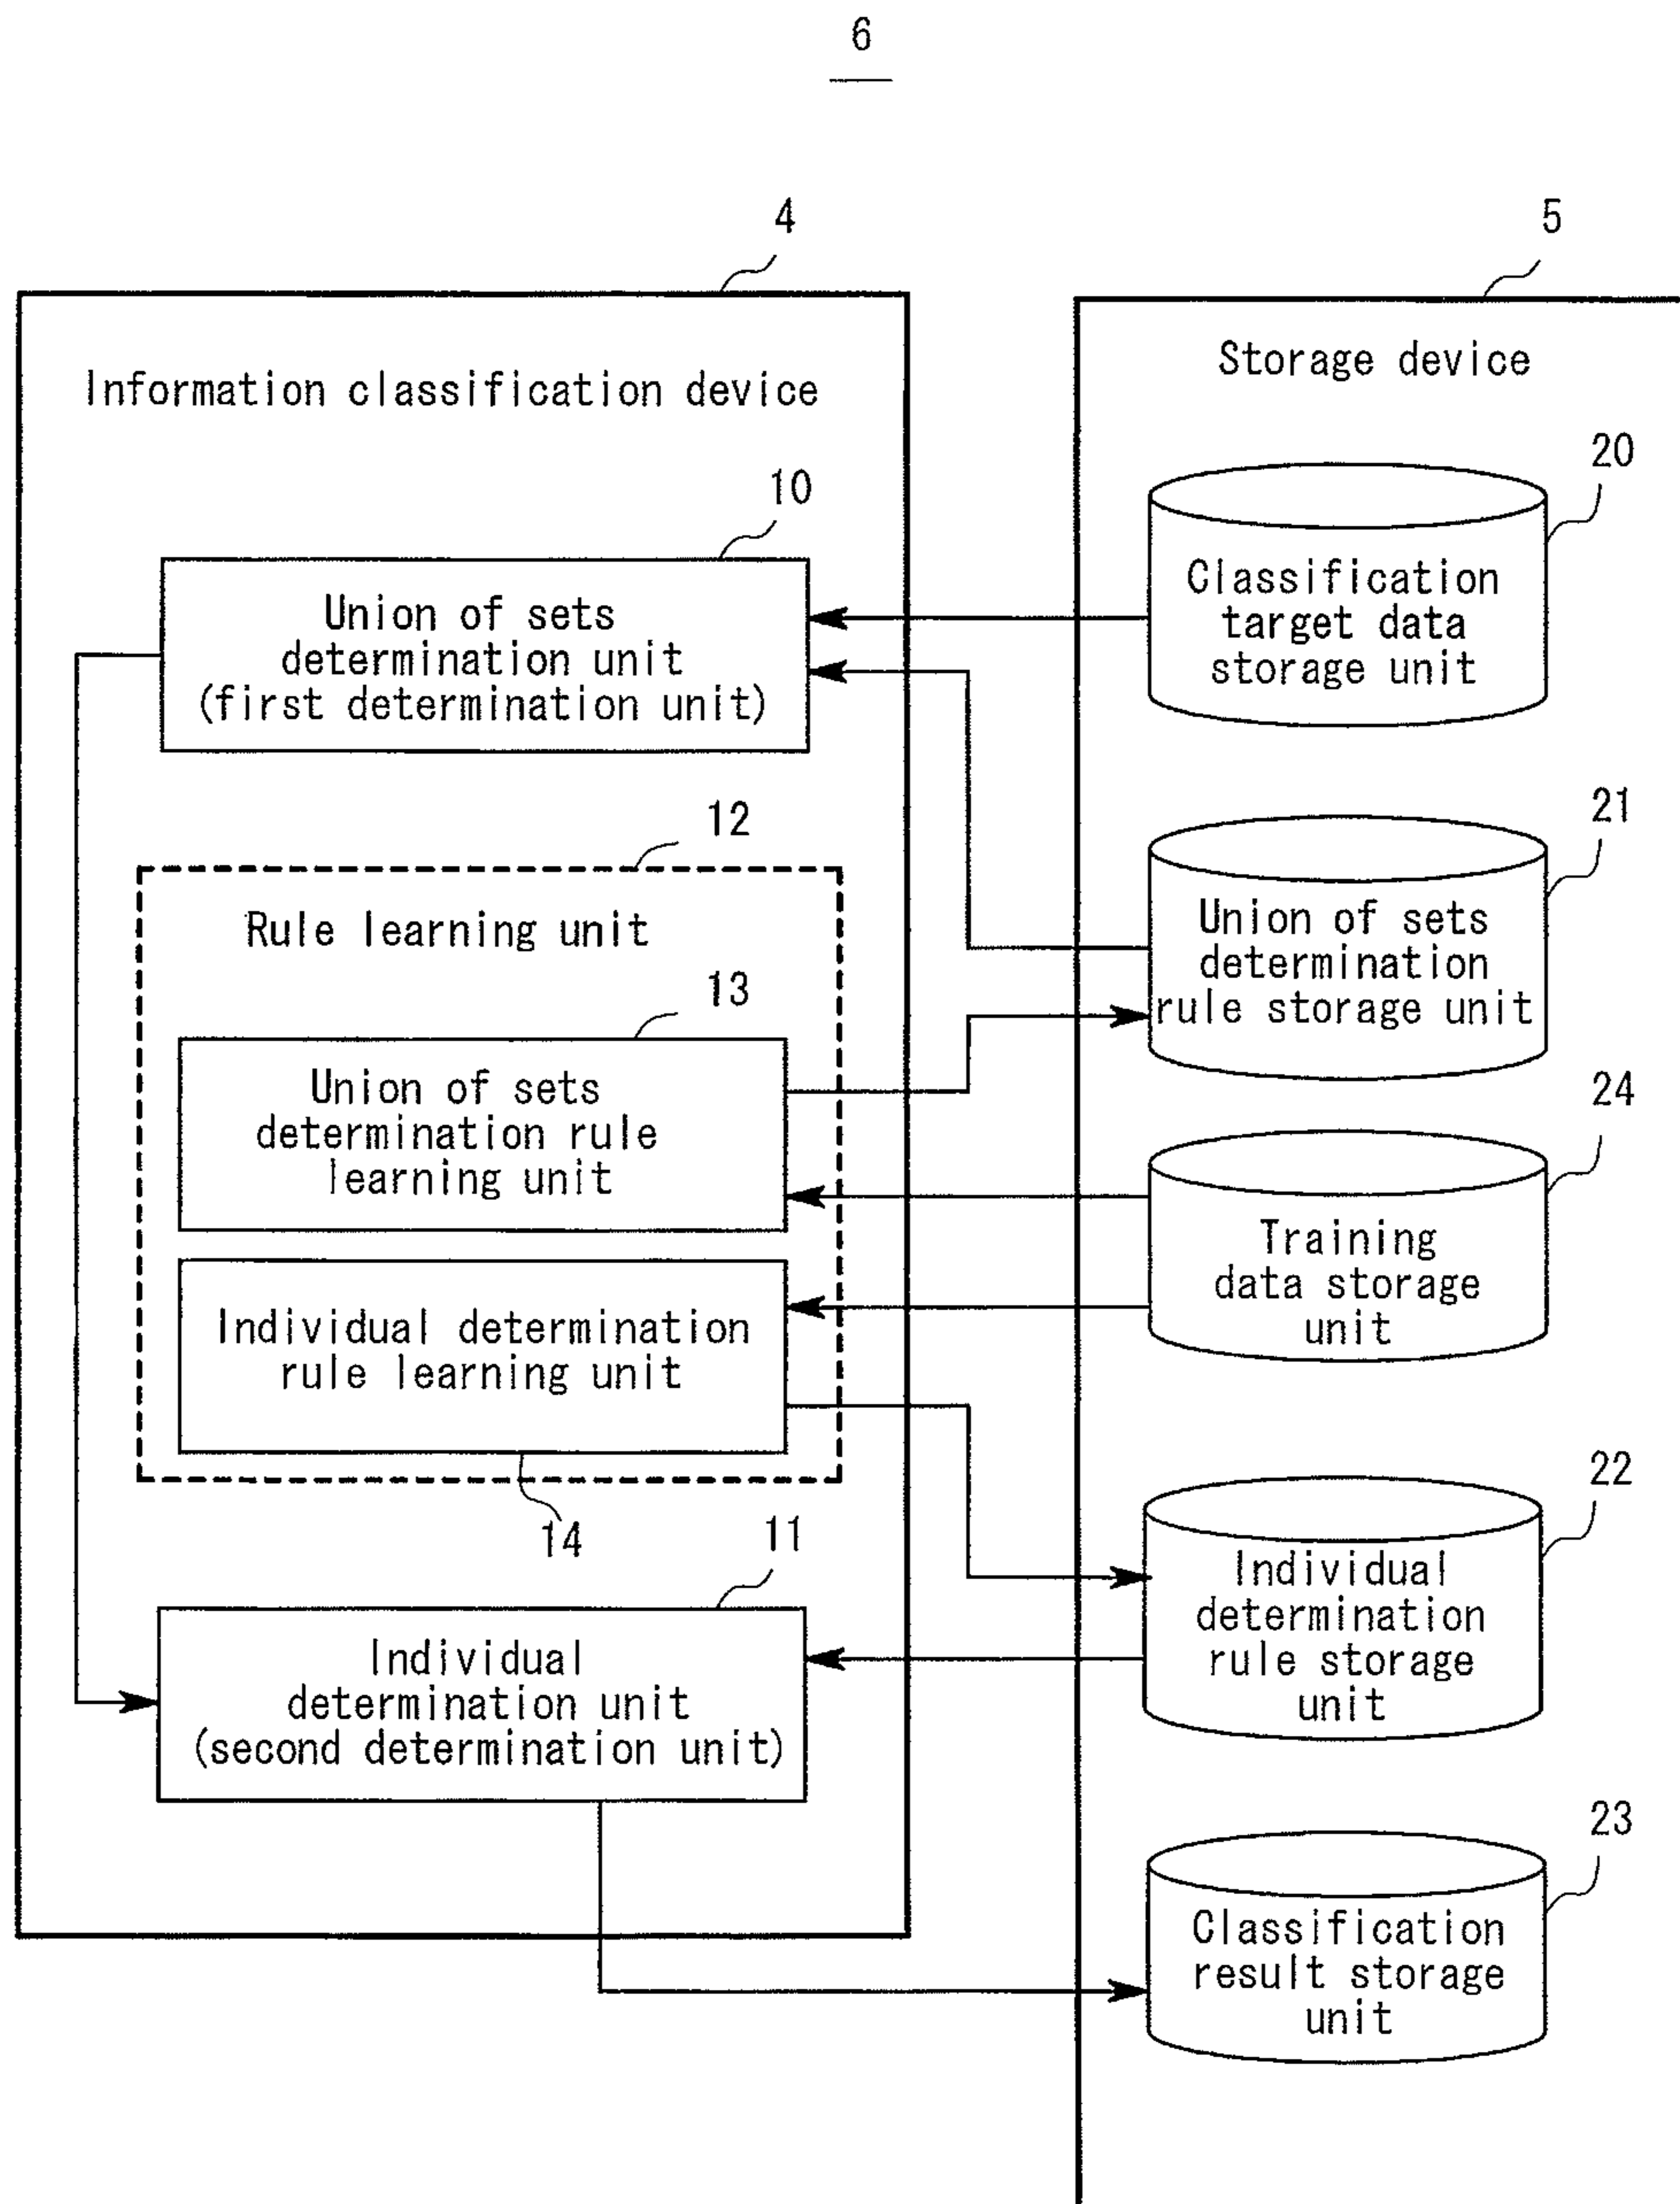 6
4
5
Information classification device
Storage device
10
20
Union of sets
determination unit
(first determination unit)
Classification
target data
storage unit
12
21
Rule learning unit
Union of sets
determination
rule storage unit
13
24
Union of sets
determination rule
learning unit
Training
data storage
unit
Individual determination
rule learning unit
14
11
22
Individual
determination
rule storage
unit
Individual
determination unit
(second determination unit)
23
Classification
result storage
unit